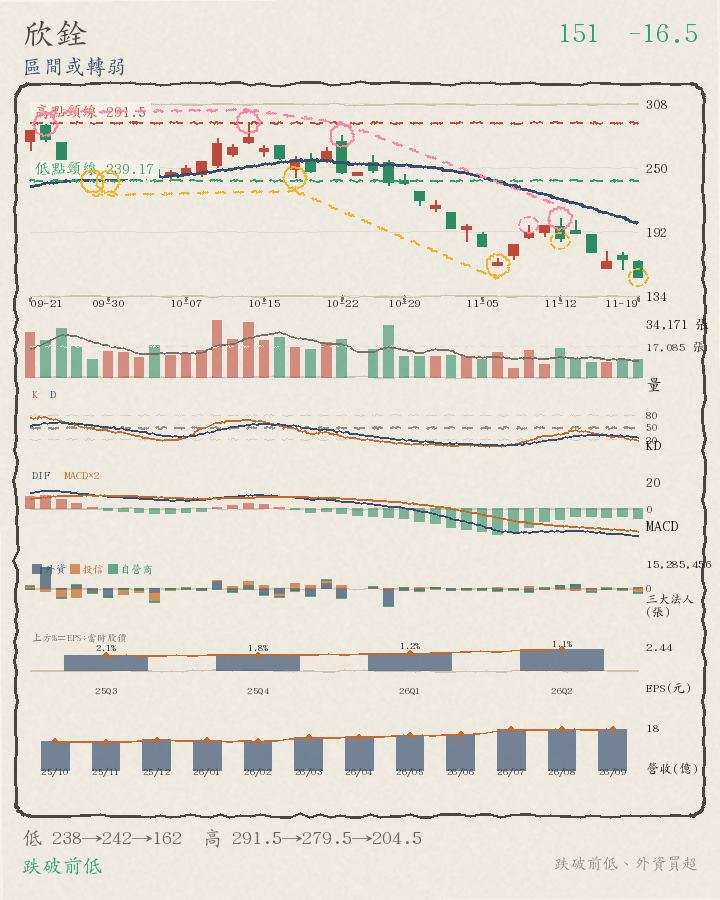 欣銓
151 -16.5
區間或轉弱
308
高點頸線 291.5
250
低點頸線 239.17
192
134
09-21 09-30 10-07 10-15 10-22 10-29 11-05 11-12 11-19
34,171 張
17,085 張
量
K D
80
50
20
KD
DIF MACD×2
20
0
MACD
外資 投信 自營商
15,285,456
0
三大法人
(張)
上方%=EPS÷當時股價
2.1% 1.8% 1.2% 1.1%
2.44
25Q3 25Q4 26Q1 26Q2
EPS(元)
18
25/10 25/11 25/12 26/01 26/02 26/03 26/04 26/05 26/06 26/07 26/08 26/09
營收(億)
低 238→242→162 高 291.5→279.5→204.5
跌破前低
跌破前低、外資買超